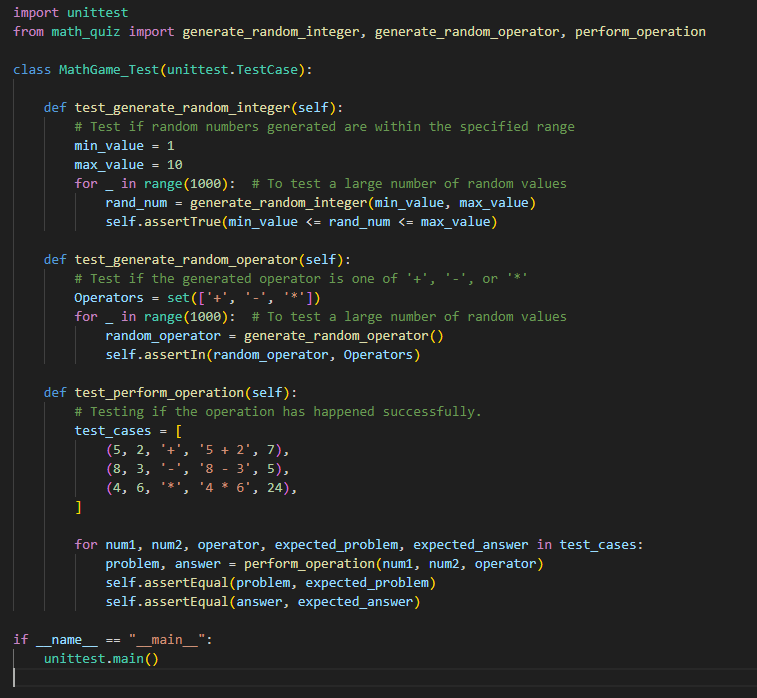 import unittest
from math_quiz import generate_random_integer, generate_random_operator, perform_operation

class MathGame_Test(unittest.TestCase):

    def test_generate_random_integer(self):
        # Test if random numbers generated are within the specified range
        min_value = 1
        max_value = 10
        for _ in range(1000):  # To test a large number of random values
            rand_num = generate_random_integer(min_value, max_value)
            self.assertTrue(min_value <= rand_num <= max_value)

    def test_generate_random_operator(self):
        # Test if the generated operator is one of '+', '-', or '*'
        Operators = set(['+', '-', '*'])
        for _ in range(1000):  # To test a large number of random values
            random_operator = generate_random_operator()
            self.assertIn(random_operator, Operators)

    def test_perform_operation(self):
        # Testing if the operation has happened successfully.
        test_cases = [
            (5, 2, '+', '5 + 2', 7),
            (8, 3, '-', '8 - 3', 5),
            (4, 6, '*', '4 * 6', 24),
        ]

        for num1, num2, operator, expected_problem, expected_answer in test_cases:
            problem, answer = perform_operation(num1, num2, operator)
            self.assertEqual(problem, expected_problem)
            self.assertEqual(answer, expected_answer)

if __name__ == "__main__":
    unittest.main()